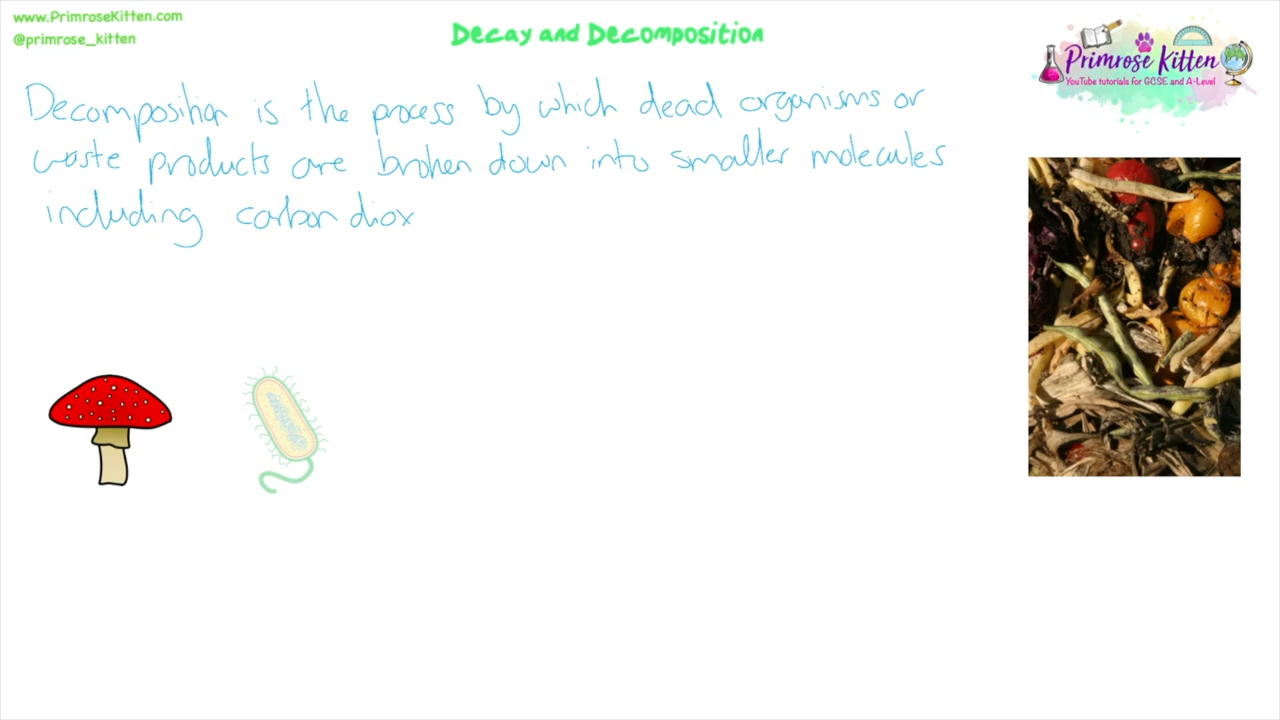 www.PrimroseKitten.com
@primrose_kitten
Decay and Decomposition
Primrose Kitten
YouTube tutorials for GCSE and A-Level
Decomposition is the process by which dead organisms or
waste products are broken down into smaller molecules
including carbon diox